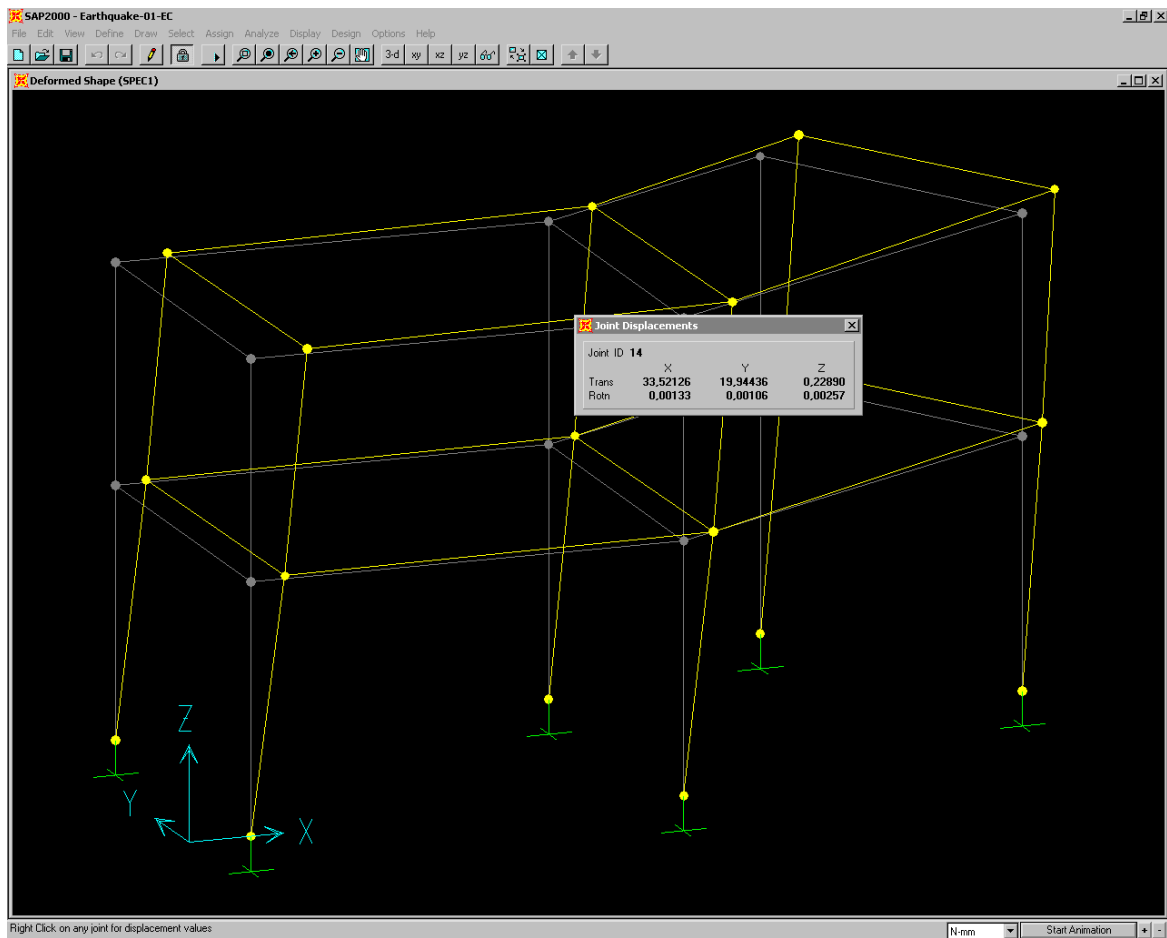 SAP2000 - Earthquake-01-EC
File Edit View Define Draw Select Assign Analyze Display Design Options Help
3-d xy xz yz
Deformed Shape (SPEC1)
Joint Displacements
Joint ID 14
X Y Z
Trans 33,52126 19,94436 0,22890
Rotn 0,00133 0,00106 0,00257
Z
Y
X
Right Click on any joint for displacement values
N-mm
Start Animation
+ -